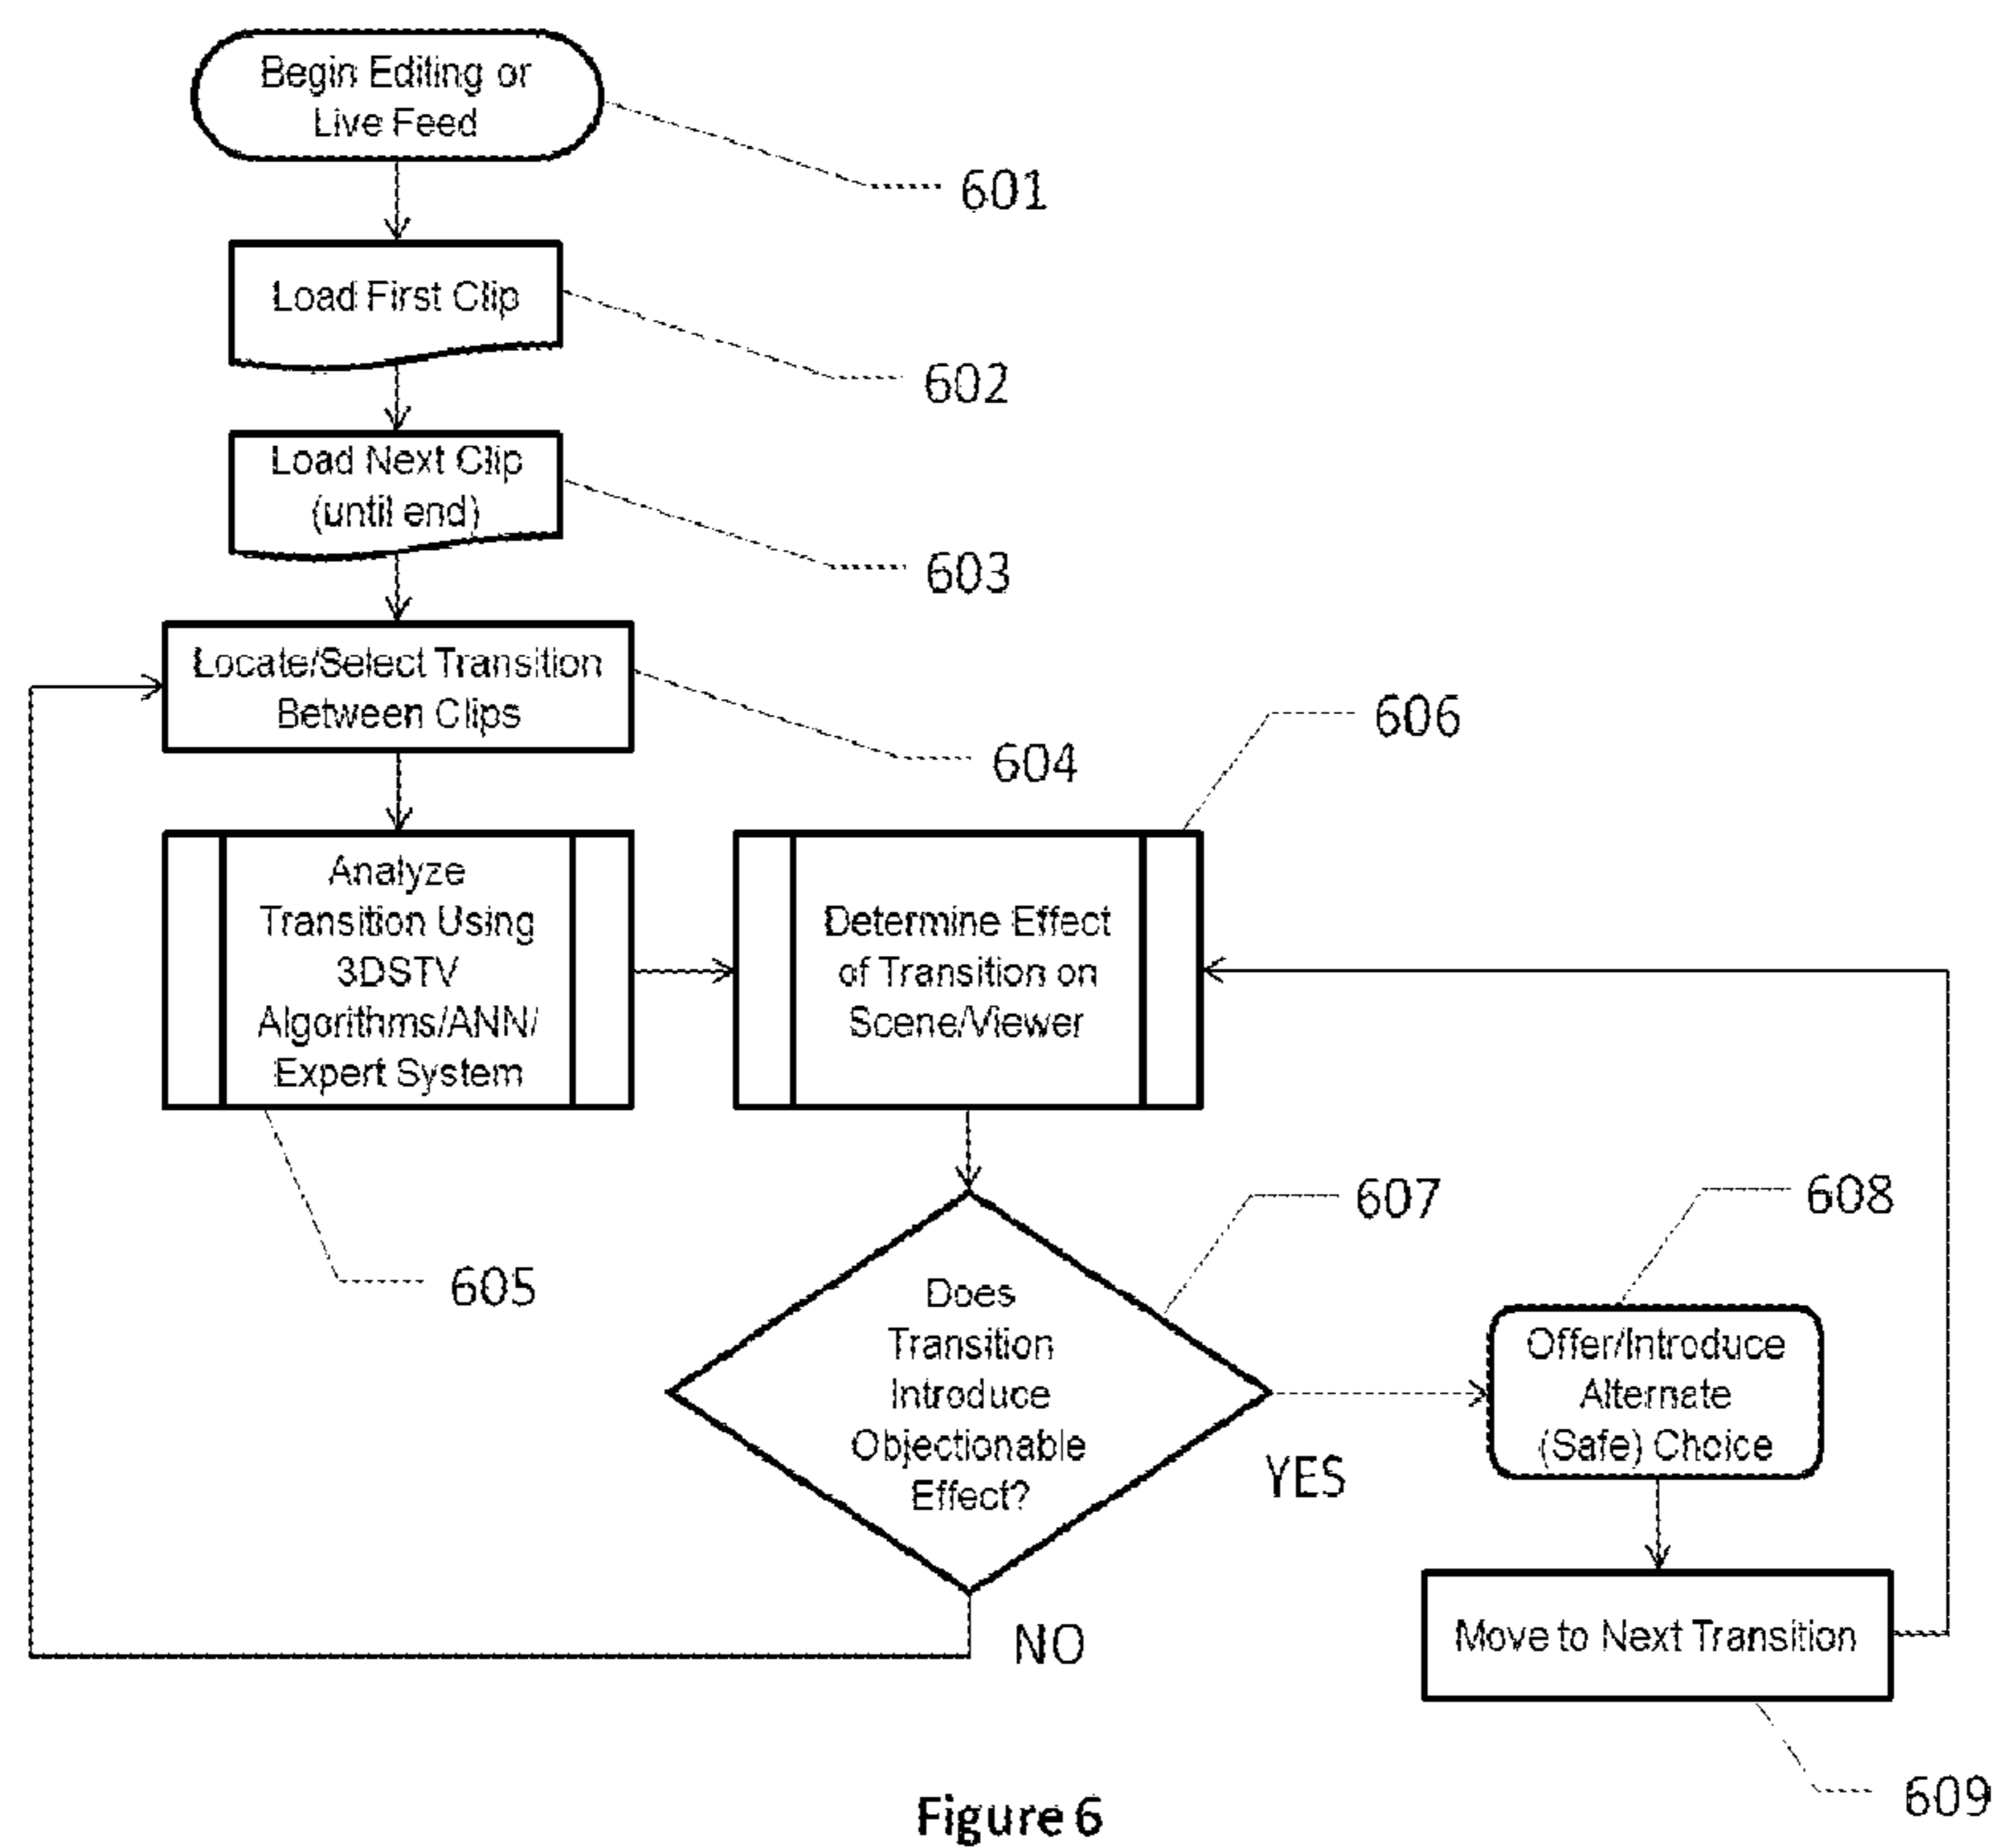 Begin Editing or
Live Feed
601
Load First Clip
602
Load Next Clip
(until end)
603
Locate/Select Transition
Between Clips
604
606
Analyze
Transition Using
3DSTV
Algorithms/ANN/
Expert System
Determine Effect
of Transition on
Scene/Viewer
605
607
608
Does
Transition
Introduce
Objectionable
Effect?
YES
Offer/Introduce
Alternate
(Safe) Choice
NO
Move to Next Transition
609
Figure 6